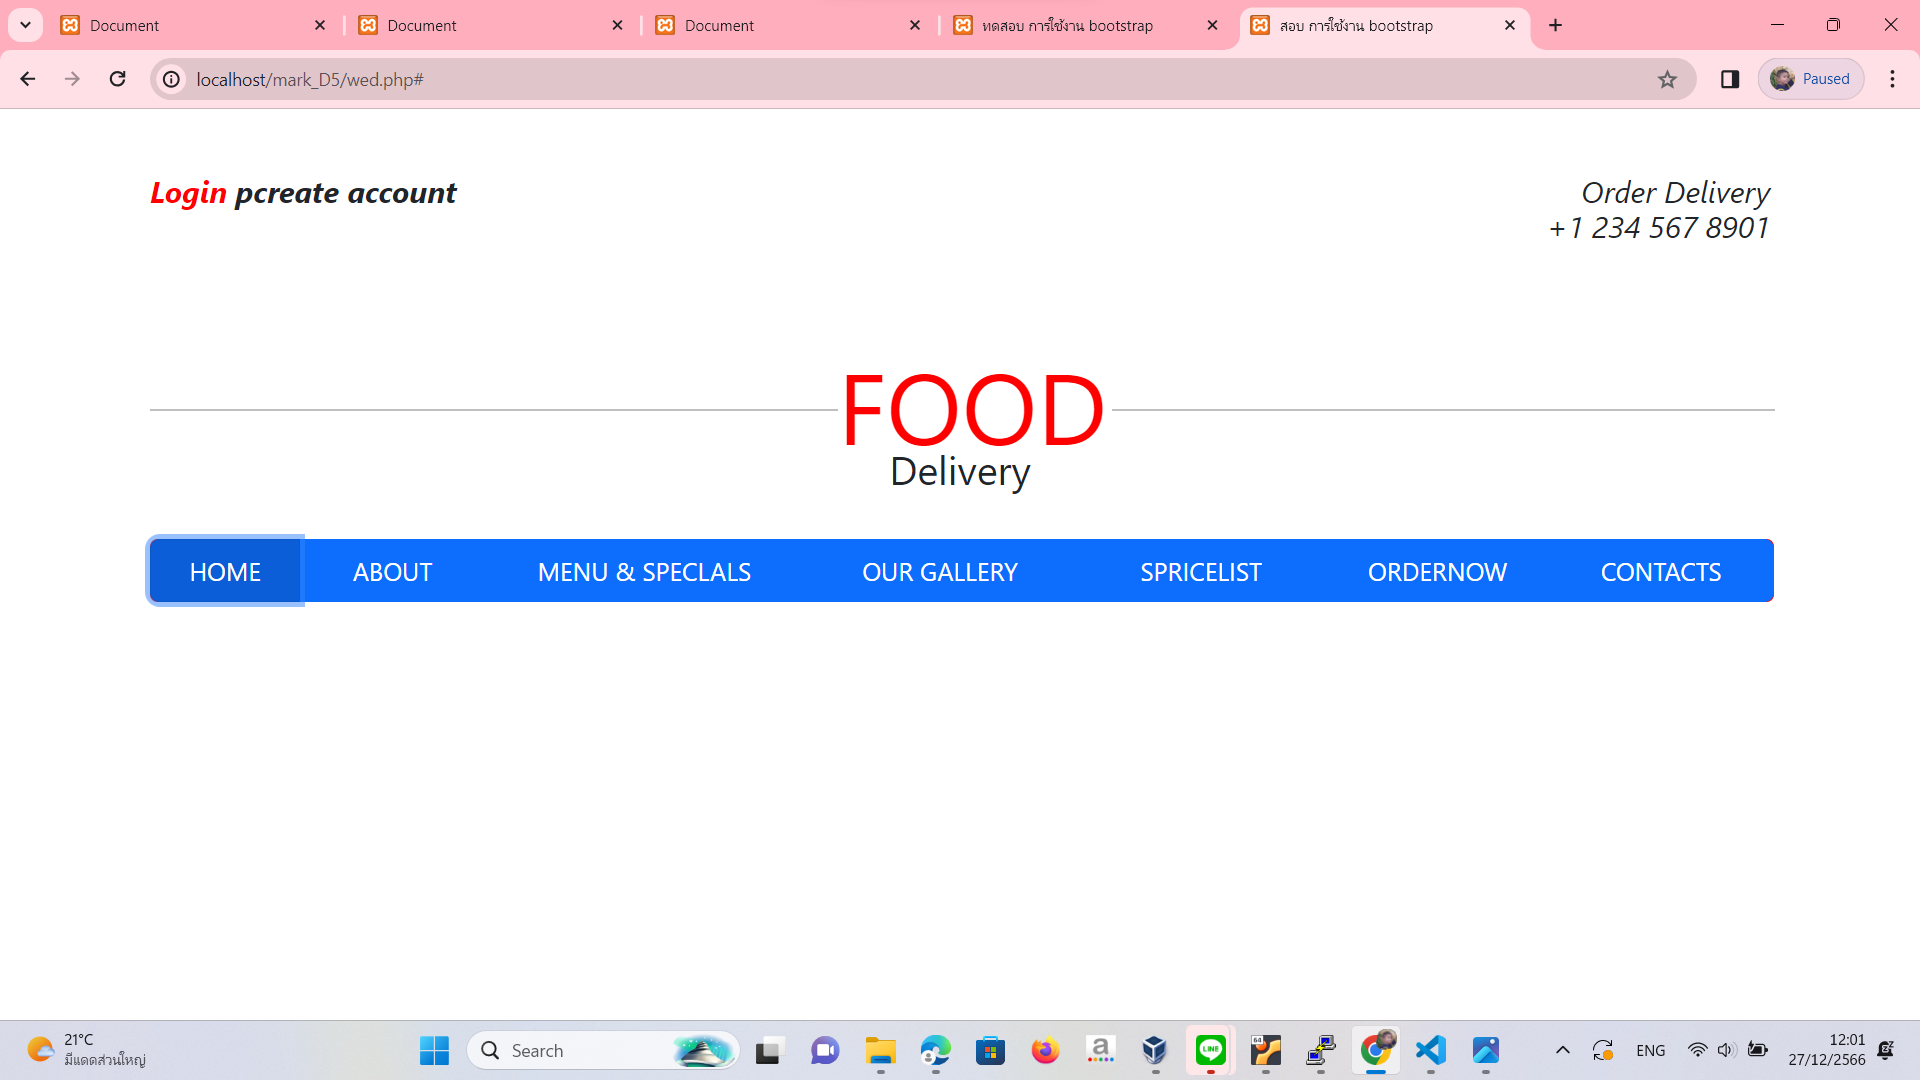 Document
Document
Document
ทดสอบ การใช้งาน bootstrap
สอบ การใช้งาน bootstrap
localhost/mark_D5/wed.php#
Paused
Login pcreate account
Order Delivery
+1 234 567 8901
FOOD
Delivery
HOME ABOUT MENU & SPECLALS OUR GALLERY SPRICELIST ORDERNOW CONTACTS
21°C
มีแดดส่วนใหญ่
Search
ENG
12:01
27/12/2566